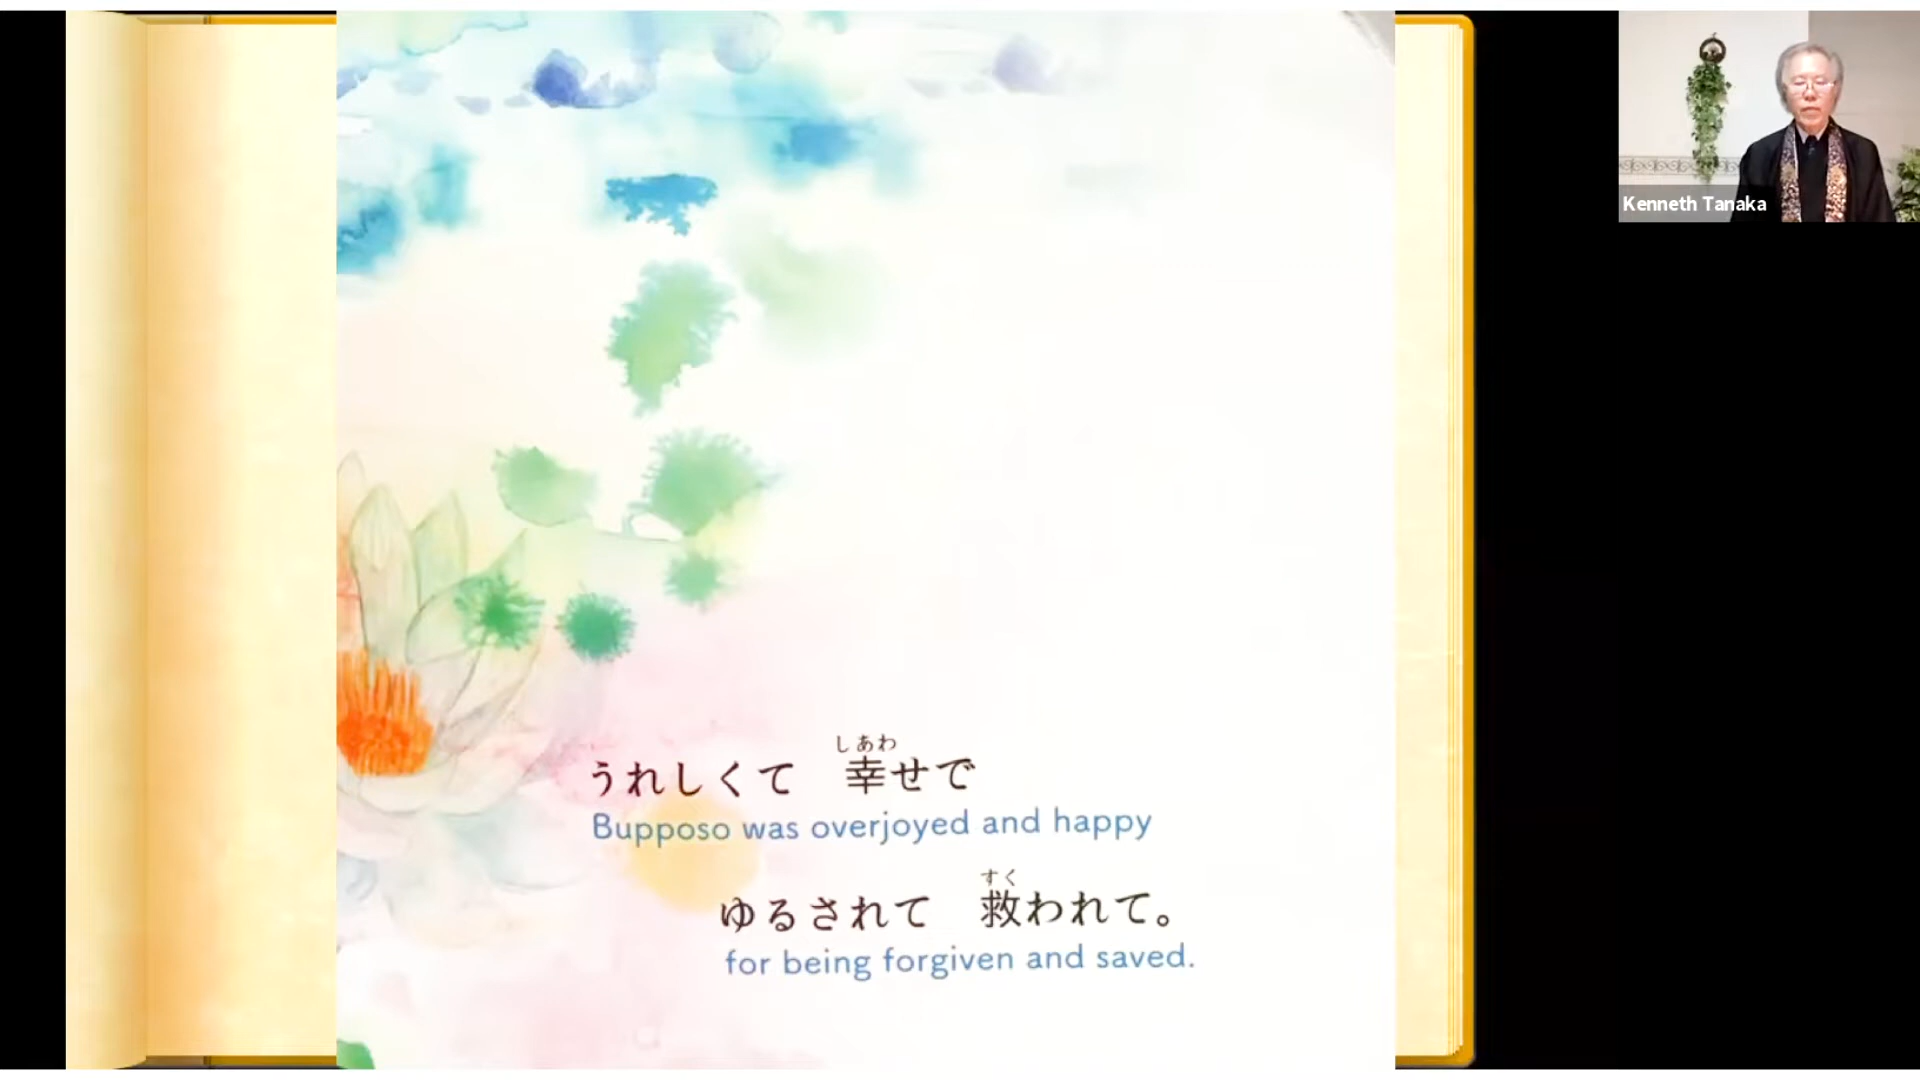 Kenneth Tanaka
しあわ
うれしくて　幸せで
Bupposo was overjoyed and happy
すく
ゆるされて　救われて。
for being forgiven and saved.